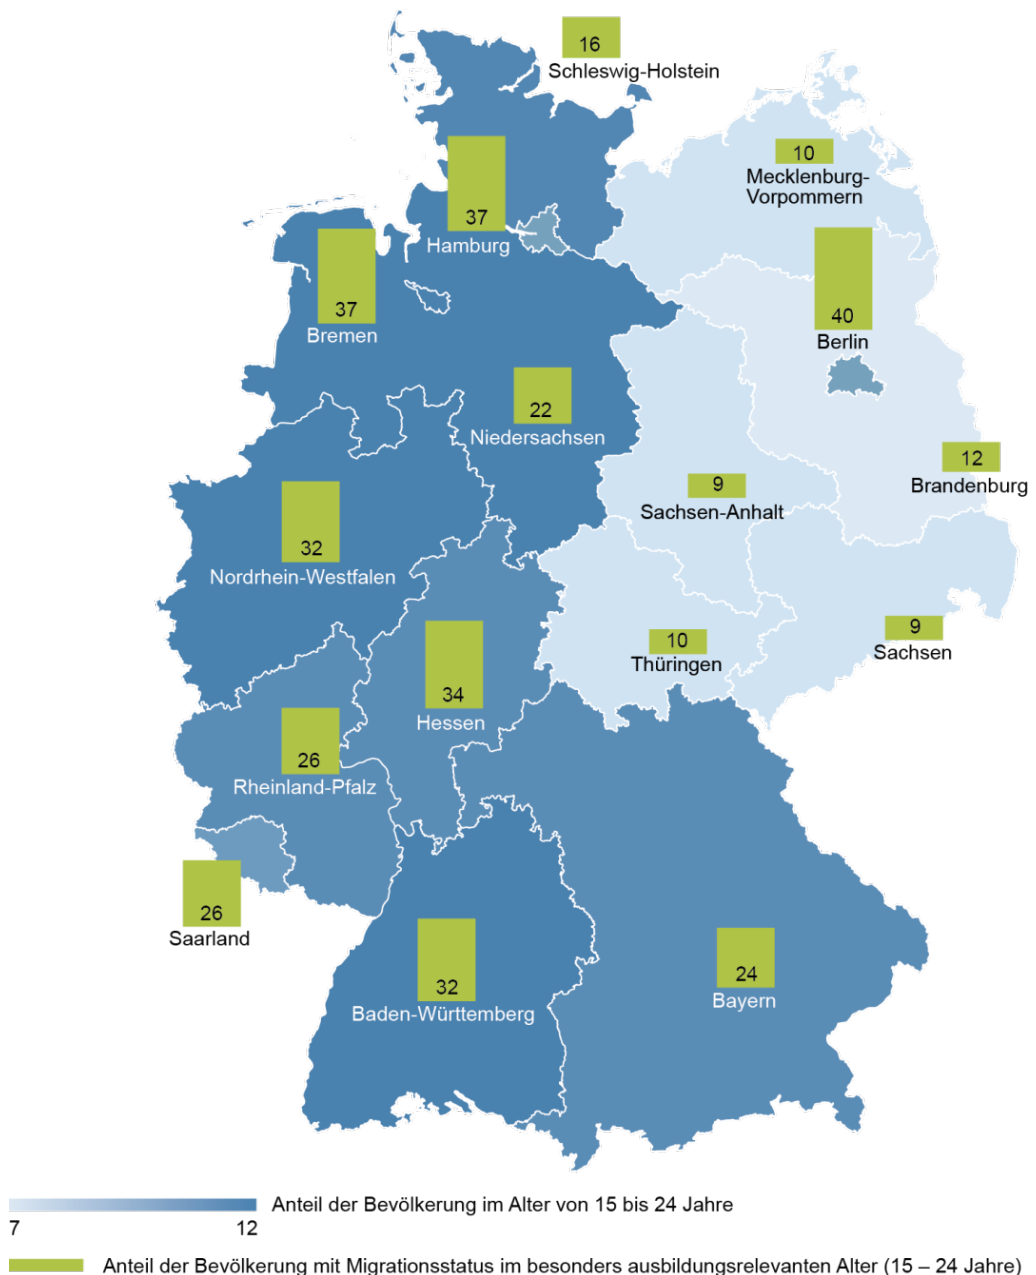 16
Schleswig-Holstein
10
Mecklenburg-
Vorpommern
37
Hamburg
37
Bremen
40
Berlin
22
Niedersachsen
12
Brandenburg
9
Sachsen-Anhalt
32
Nordrhein-Westfalen
9
Sachsen
10
Thüringen
34
Hessen
26
Rheinland-Pfalz
26
Saarland
32
Baden-Württemberg
24
Bayern
Anteil der Bevölkerung im Alter von 15 bis 24 Jahre
7 12
Anteil der Bevölkerung mit Migrationsstatus im besonders ausbildungsrelevanten Alter (15 – 24 Jahre)